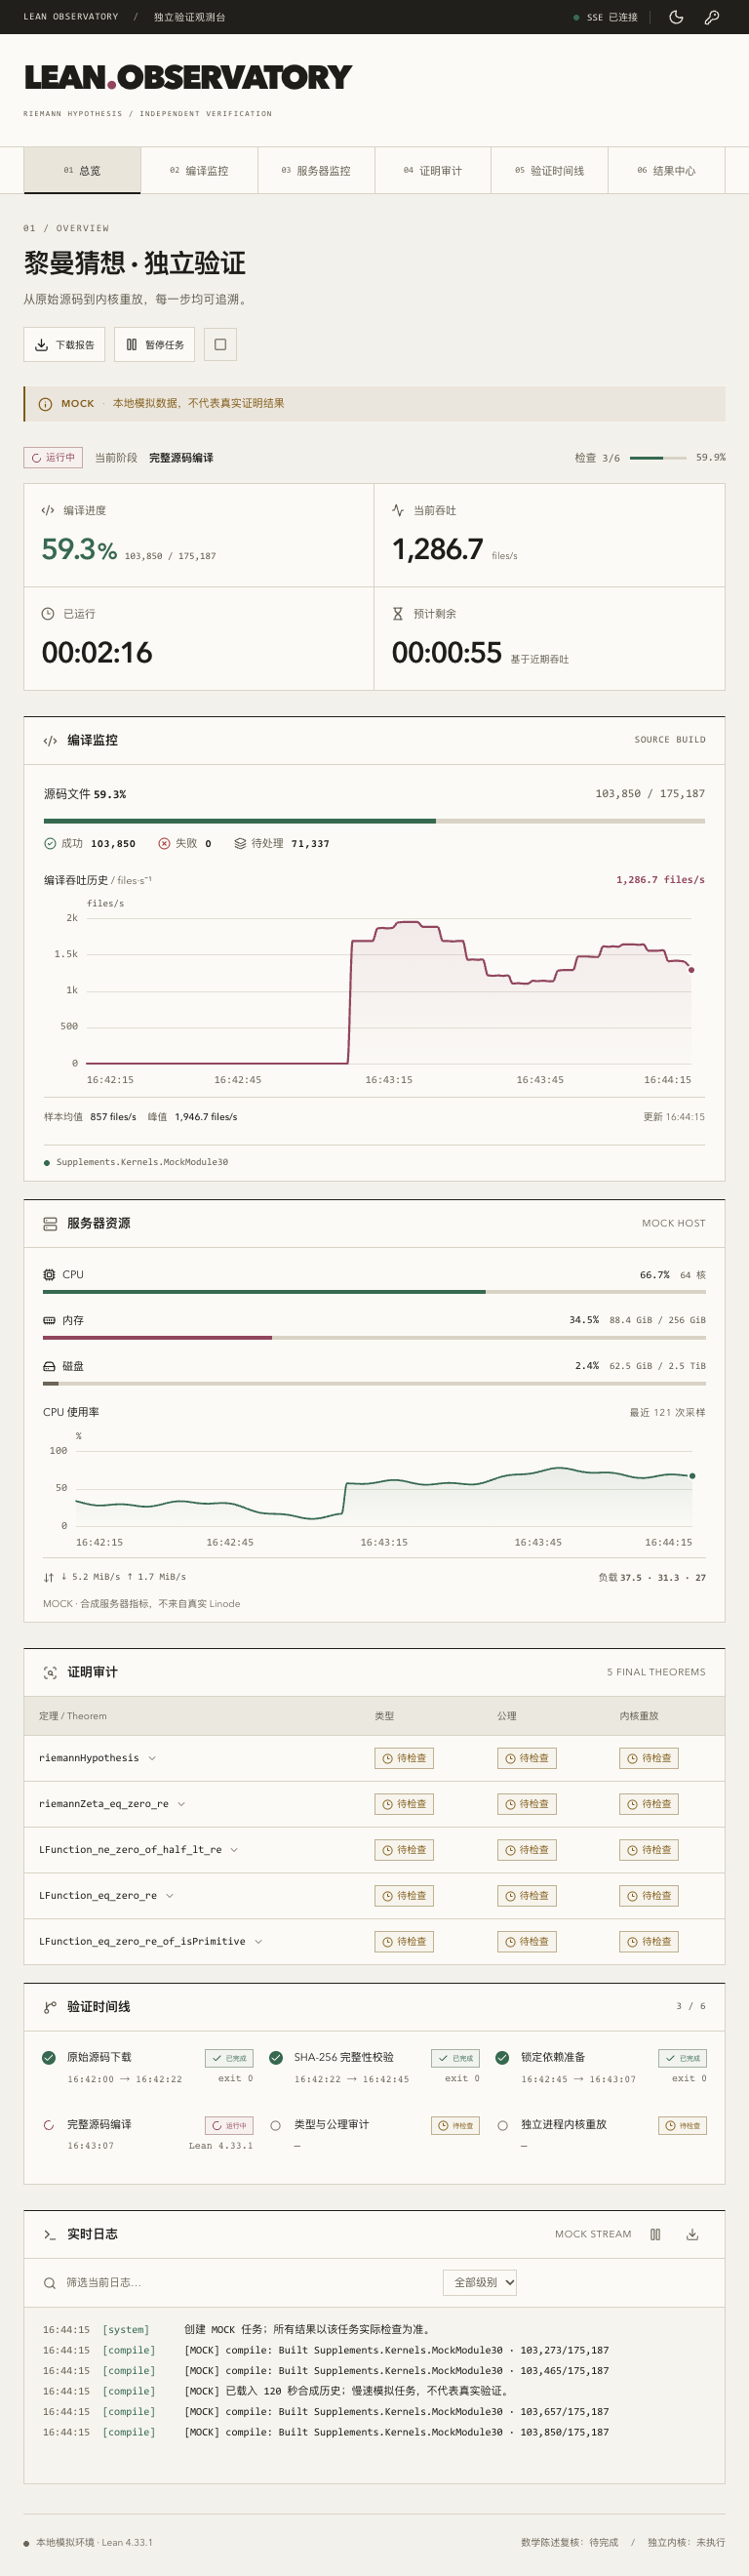 LEAN OBSERVATORY / 独立验证观测台 SSE 已连接
LEAN.OBSERVATORY
RIEMANN HYPOTHESIS / INDEPENDENT VERIFICATION
01 总览 02 编译监控 03 服务器监控 04 证明审计 05 验证时间线 06 结果中心
01 / OVERVIEW
黎曼猜想 · 独立验证
从原始源码到内核重放，每一步均可追溯。
下载报告 暂停任务
MOCK · 本地模拟数据，不代表真实证明结果
运行中 当前阶段 完整源码编译 检查 3/6 59.9%
编译进度
59.3% 103,850 / 175,187
当前吞吐
1,286.7 files/s
已运行
00:02:16
预计剩余
00:00:55 基于近期吞吐
编译监控 SOURCE BUILD
源码文件 59.3% 103,850 / 175,187
成功 103,850 失败 0 待处理 71,337
编译吞吐历史 / files·s⁻¹ 1,286.7 files/s
files/s
2k
1.5k
1k
500
0
16:42:15 16:42:45 16:43:15 16:43:45 16:44:15
样本均值 857 files/s 峰值 1,946.7 files/s 更新 16:44:15
Supplements.Kernels.MockModule30
服务器资源 MOCK HOST
CPU 66.7% 64 核
内存 34.5% 88.4 GiB / 256 GiB
磁盘 2.4% 62.5 GiB / 2.5 TiB
CPU 使用率 最近 121 次采样
%
100
50
0
16:42:15 16:42:45 16:43:15 16:43:45 16:44:15
↓ 5.2 MiB/s ↑ 1.7 MiB/s 负载 37.5 · 31.3 · 27
MOCK · 合成服务器指标，不来自真实 Linode
证明审计 5 FINAL THEOREMS
定理 / Theorem 类型 公理 内核重放
riemannHypothesis 待检查 待检查 待检查
riemannZeta_eq_zero_re 待检查 待检查 待检查
LFunction_ne_zero_of_half_lt_re 待检查 待检查 待检查
LFunction_eq_zero_re 待检查 待检查 待检查
LFunction_eq_zero_re_of_isPrimitive 待检查 待检查 待检查
验证时间线 3 / 6
原始源码下载 已完成 SHA-256 完整性校验 已完成 锁定依赖准备 已完成
16:42:00 → 16:42:22 exit 0 16:42:22 → 16:42:45 exit 0 16:42:45 → 16:43:07 exit 0
完整源码编译 运行中 类型与公理审计 待检查 独立进程内核重放 待检查
16:43:07 Lean 4.33.1 — —
实时日志 MOCK STREAM
筛选当前日志… 全部级别
16:44:15 [system] 创建 MOCK 任务；所有结果以该任务实际检查为准。
16:44:15 [compile] [MOCK] compile: Built Supplements.Kernels.MockModule30 · 103,273/175,187
16:44:15 [compile] [MOCK] compile: Built Supplements.Kernels.MockModule30 · 103,465/175,187
16:44:15 [compile] [MOCK] 已载入 120 秒合成历史；慢速模拟任务，不代表真实验证。
16:44:15 [compile] [MOCK] compile: Built Supplements.Kernels.MockModule30 · 103,657/175,187
16:44:15 [compile] [MOCK] compile: Built Supplements.Kernels.MockModule30 · 103,850/175,187
本地模拟环境 · Lean 4.33.1 数学陈述复核：待完成 / 独立内核：未执行